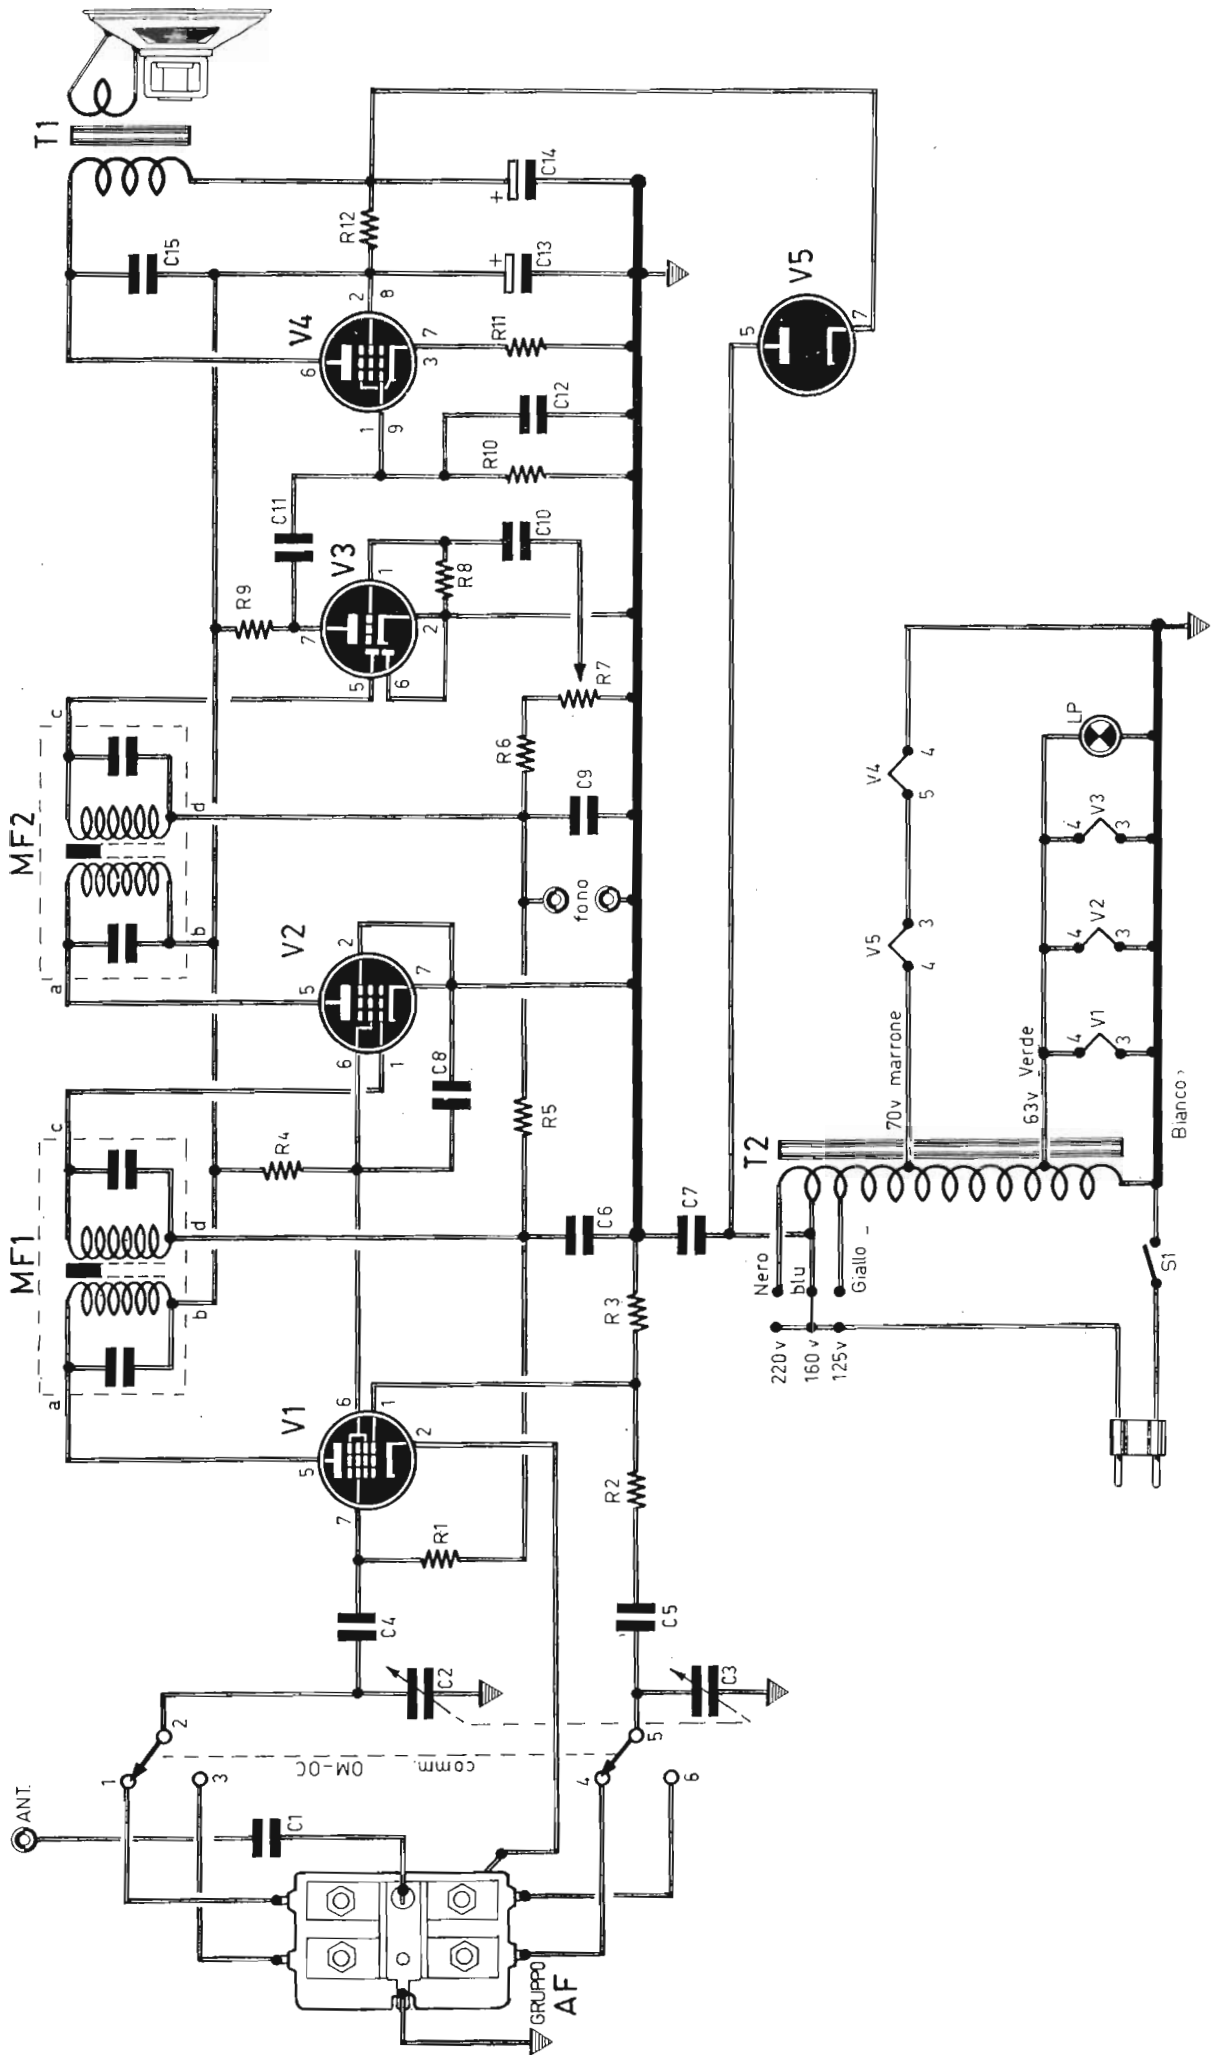 ANT.
C1
GRUPPO
AF
1
2
3
comm. OM-OC
4
5
6
C2
C3
C4
C5
R1
R2
R3
V1
5
6
7
1
2
MF1
a
b
c
d
R4
C6
C7
R5
C8
V2
5
6
1
2
7
MF2
a
b
c
d
fono
C9
R6
R7
R8
R9
V3
7
5
6
1
2
C10
C11
R10
C12
V4
6
1
9
2
8
7
3
R11
R12
C13
+
C14
+
C15
T1
V5
5
7
T2
Nero
blu
Giallo
220v
160v
125v
70v marrone
63v Verde
Bianco
S1
V5
4
3
V4
5
4
V1
4
3
V2
4
3
V3
4
3
LP